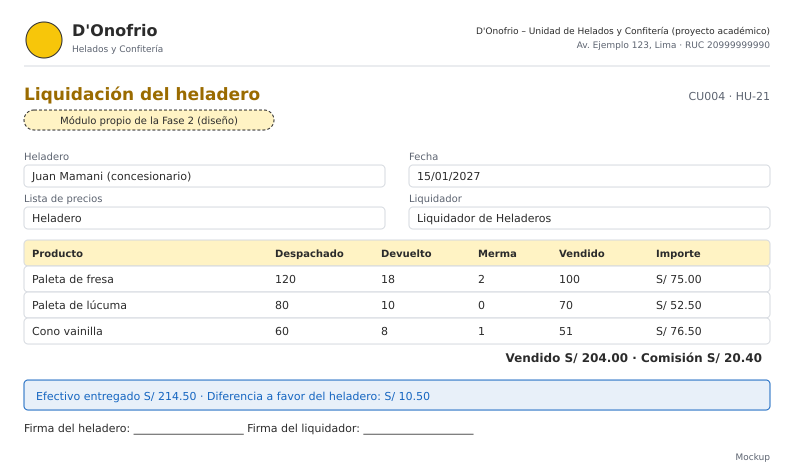 D'Onofrio
Helados y Confitería
D'Onofrio – Unidad de Helados y Confitería (proyecto académico)
Av. Ejemplo 123, Lima · RUC 20999999990
Liquidación del heladero
CU004 · HU-21
Módulo propio de la Fase 2 (diseño)
Heladero
Fecha
Juan Mamani (concesionario)
15/01/2027
Lista de precios
Liquidador
Heladero
Liquidador de Heladeros
Producto Despachado Devuelto Merma Vendido Importe
Paleta de fresa 120 18 2 100 S/ 75.00
Paleta de lúcuma 80 10 0 70 S/ 52.50
Cono vainilla 60 8 1 51 S/ 76.50
Vendido S/ 204.00 · Comisión S/ 20.40
Efectivo entregado S/ 214.50 · Diferencia a favor del heladero: S/ 10.50
Firma del heladero: ____________________ Firma del liquidador: ____________________
Mockup